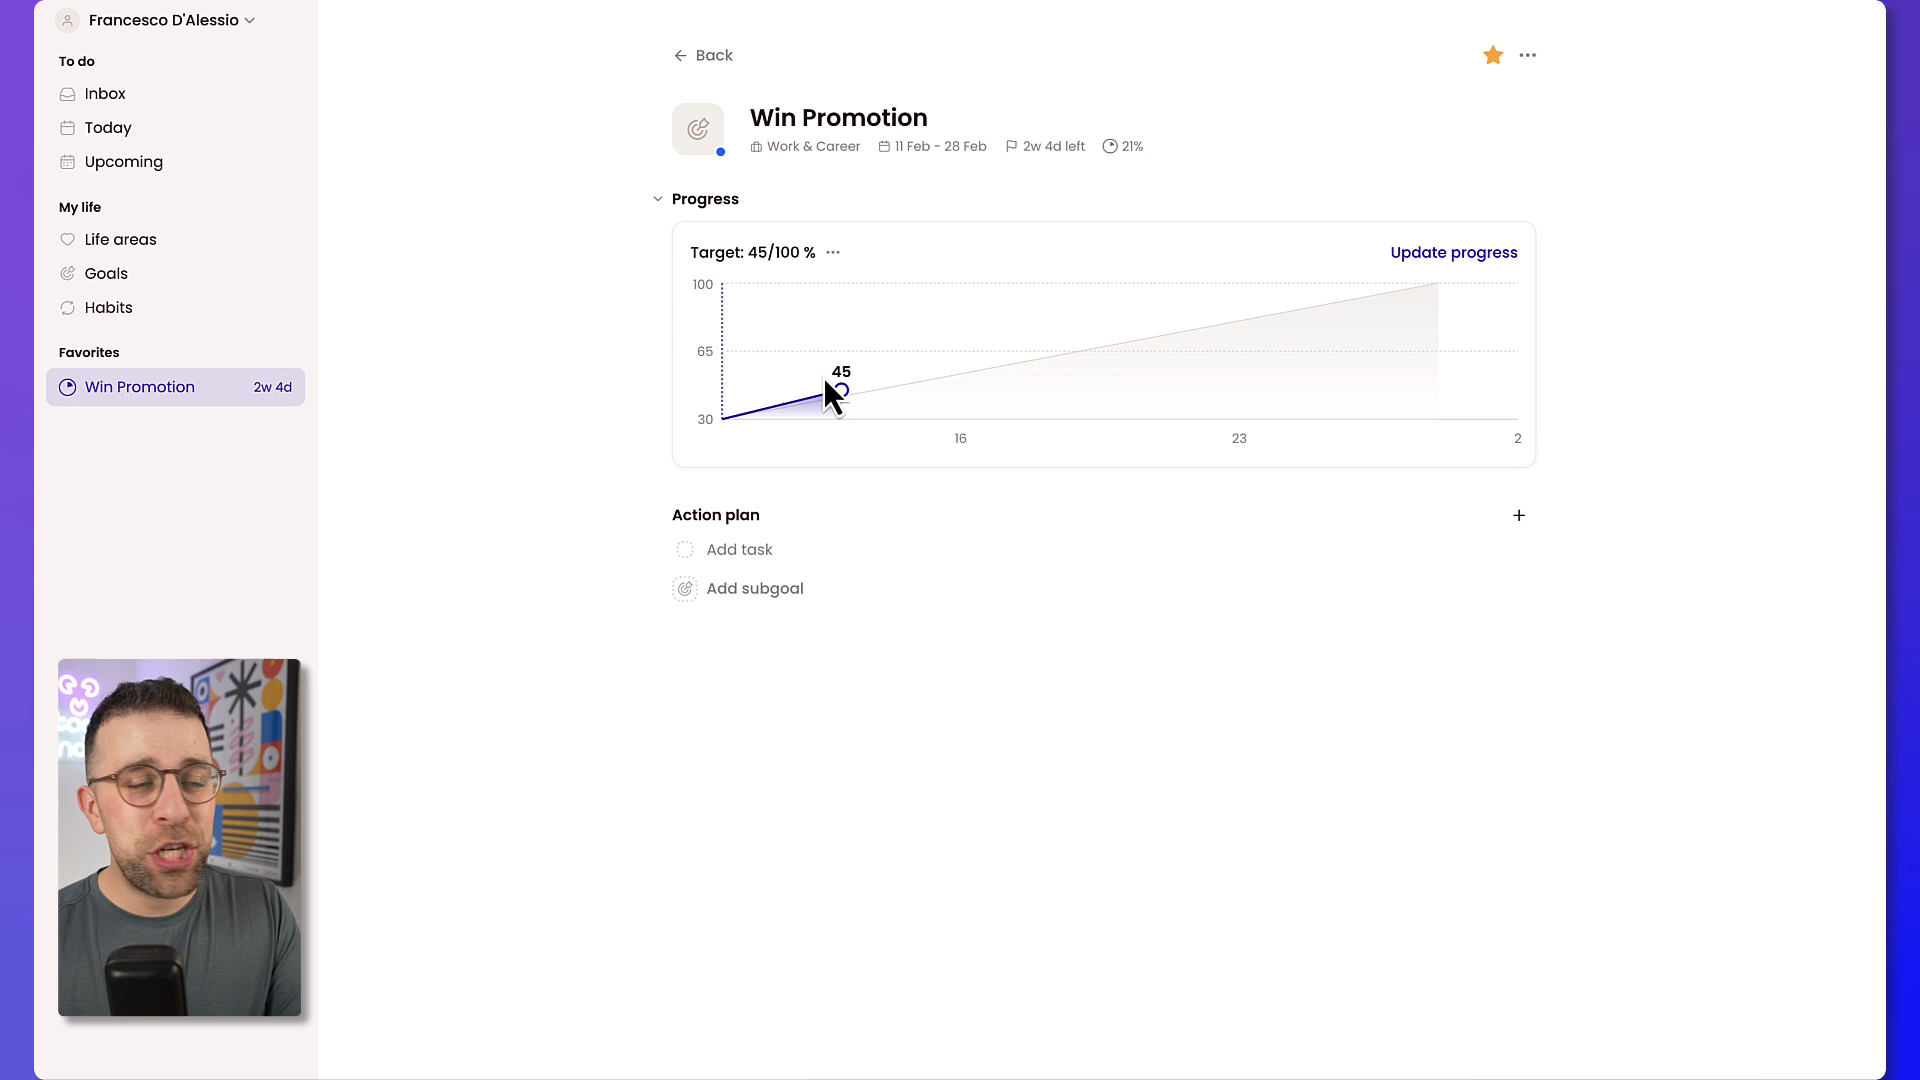 Francesco D'Alessio
To do
Inbox
Today
Upcoming
My life
Life areas
Goals
Habits
Favorites
Win Promotion 2w 4d
Back
Win Promotion
Work & Career 11 Feb - 28 Feb 2w 4d left 21%
Progress
Target: 45/100 % Update progress
100
65
45
30
16 23 2
Action plan
Add task
Add subgoal